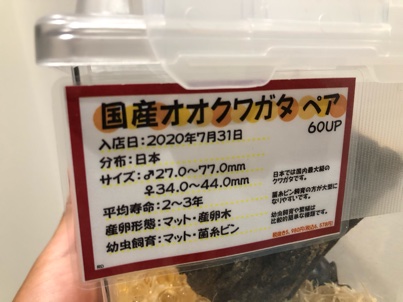 国産オオクワガタ ペア
60UP
入店日：2020年7月31日
分布：日本
サイズ：♂27.0〜77.0mm
♀34.0〜44.0mm
平均寿命：2〜3年
産卵形態：マット・産卵木
幼虫飼育：マット・菌糸ビン
日本では国内最大級の
クワガタです。
菌糸ビン飼育の方が大型に
なりやすいです。
幼虫飼育や繁殖は
比較的簡単な種類です。